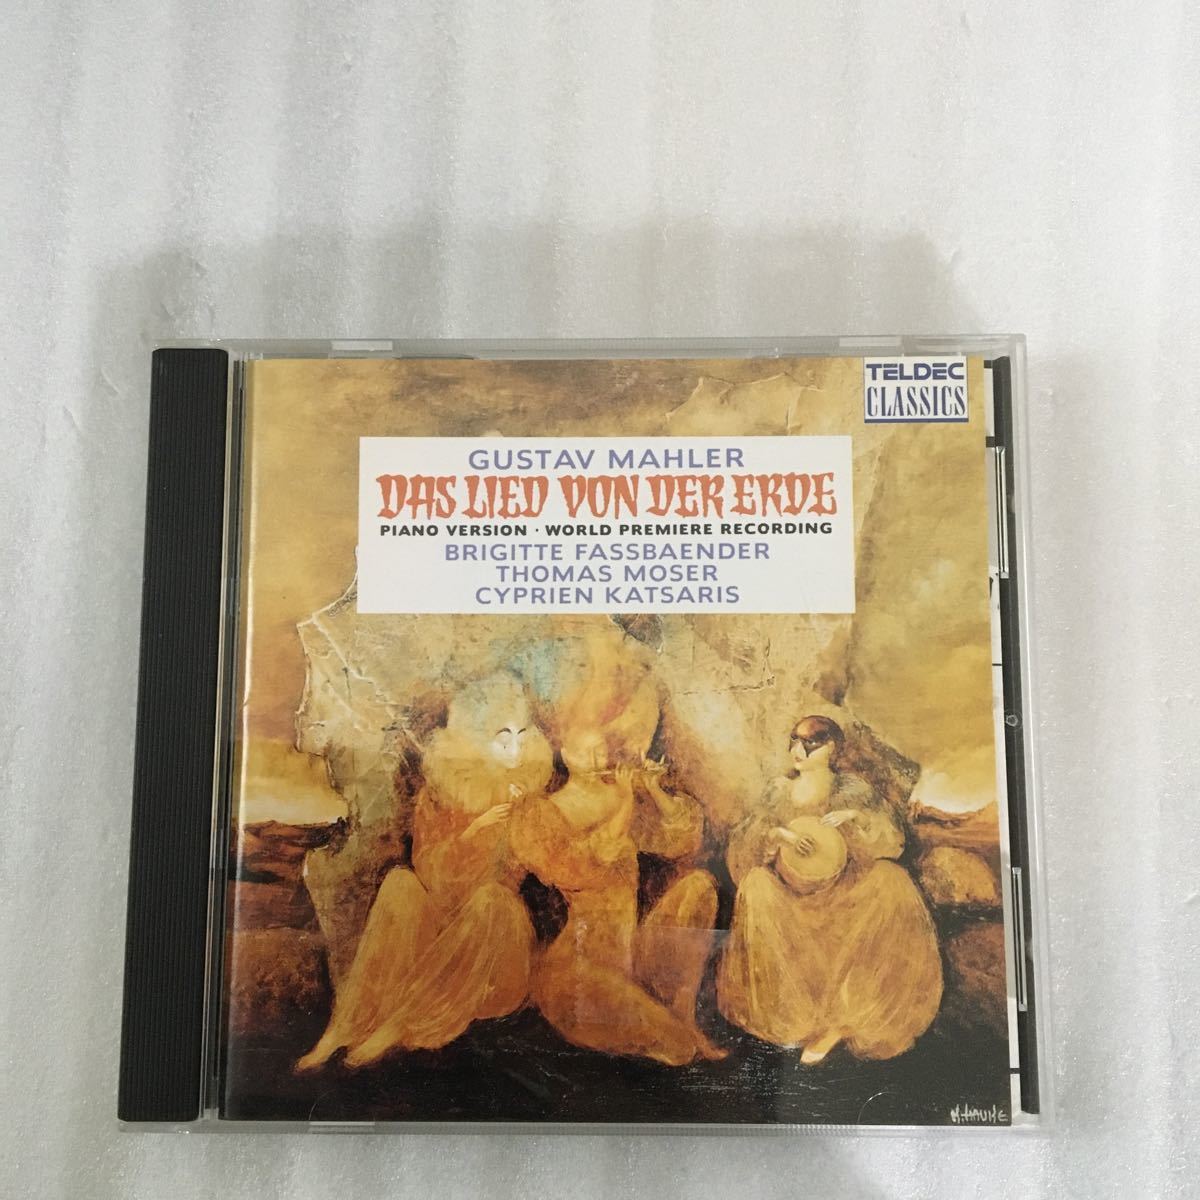 TELDEC
CLASSICS
GUSTAV MAHLER
DAS LIED VON DER ERDE
PIANO VERSION · WORLD PREMIERE RECORDING
BRIGITTE FASSBAENDER
THOMAS MOSER
CYPRIEN KATSARIS